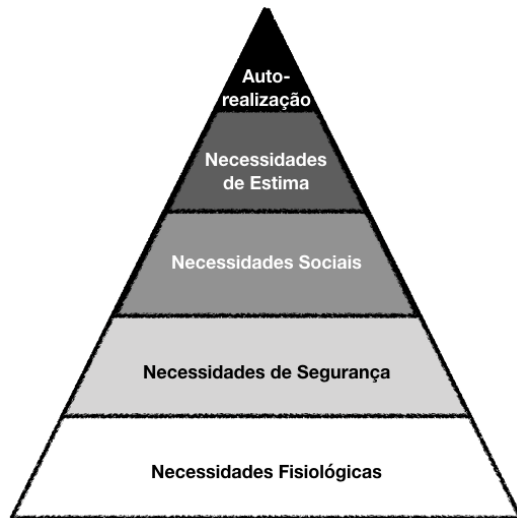 Auto-
realização
Necessidades
de Estima
Necessidades Sociais
Necessidades de Segurança
Necessidades Fisiológicas